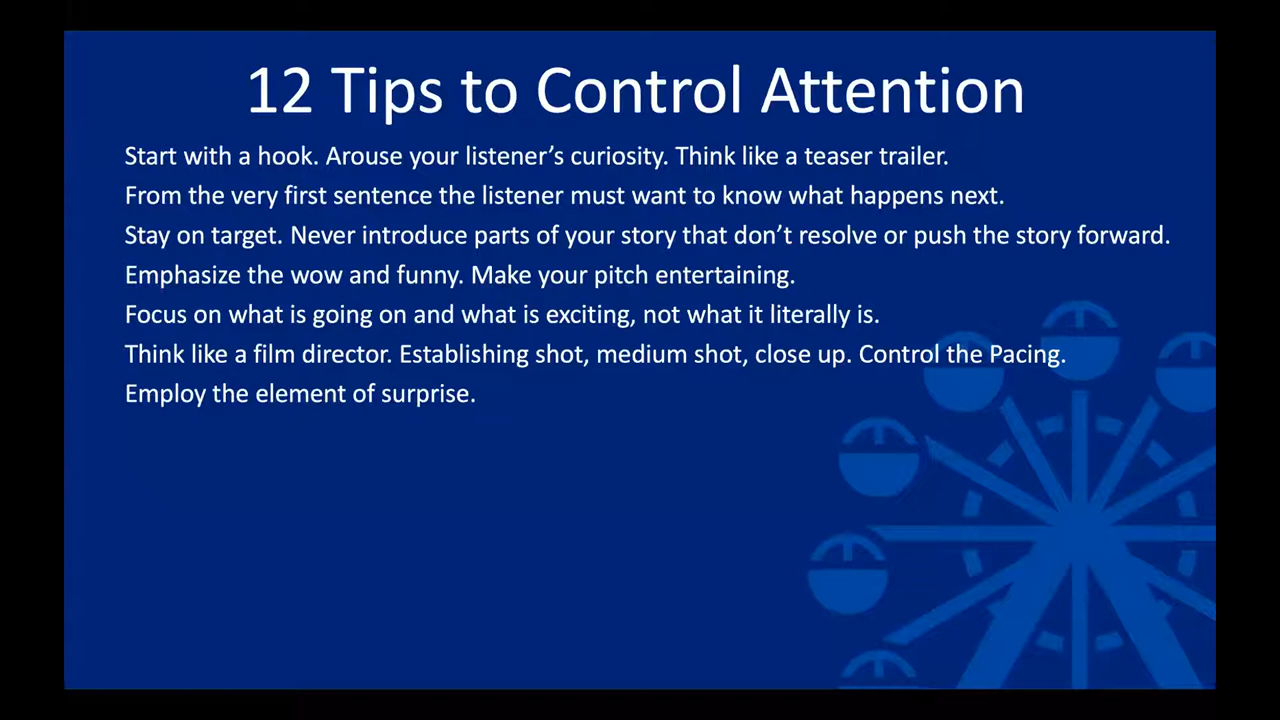 12 Tips to Control Attention
Start with a hook. Arouse your listener’s curiosity. Think like a teaser trailer.
From the very first sentence the listener must want to know what happens next.
Stay on target. Never introduce parts of your story that don’t resolve or push the story forward.
Emphasize the wow and funny. Make your pitch entertaining.
Focus on what is going on and what is exciting, not what it literally is.
Think like a film director. Establishing shot, medium shot, close up. Control the Pacing.
Employ the element of surprise.